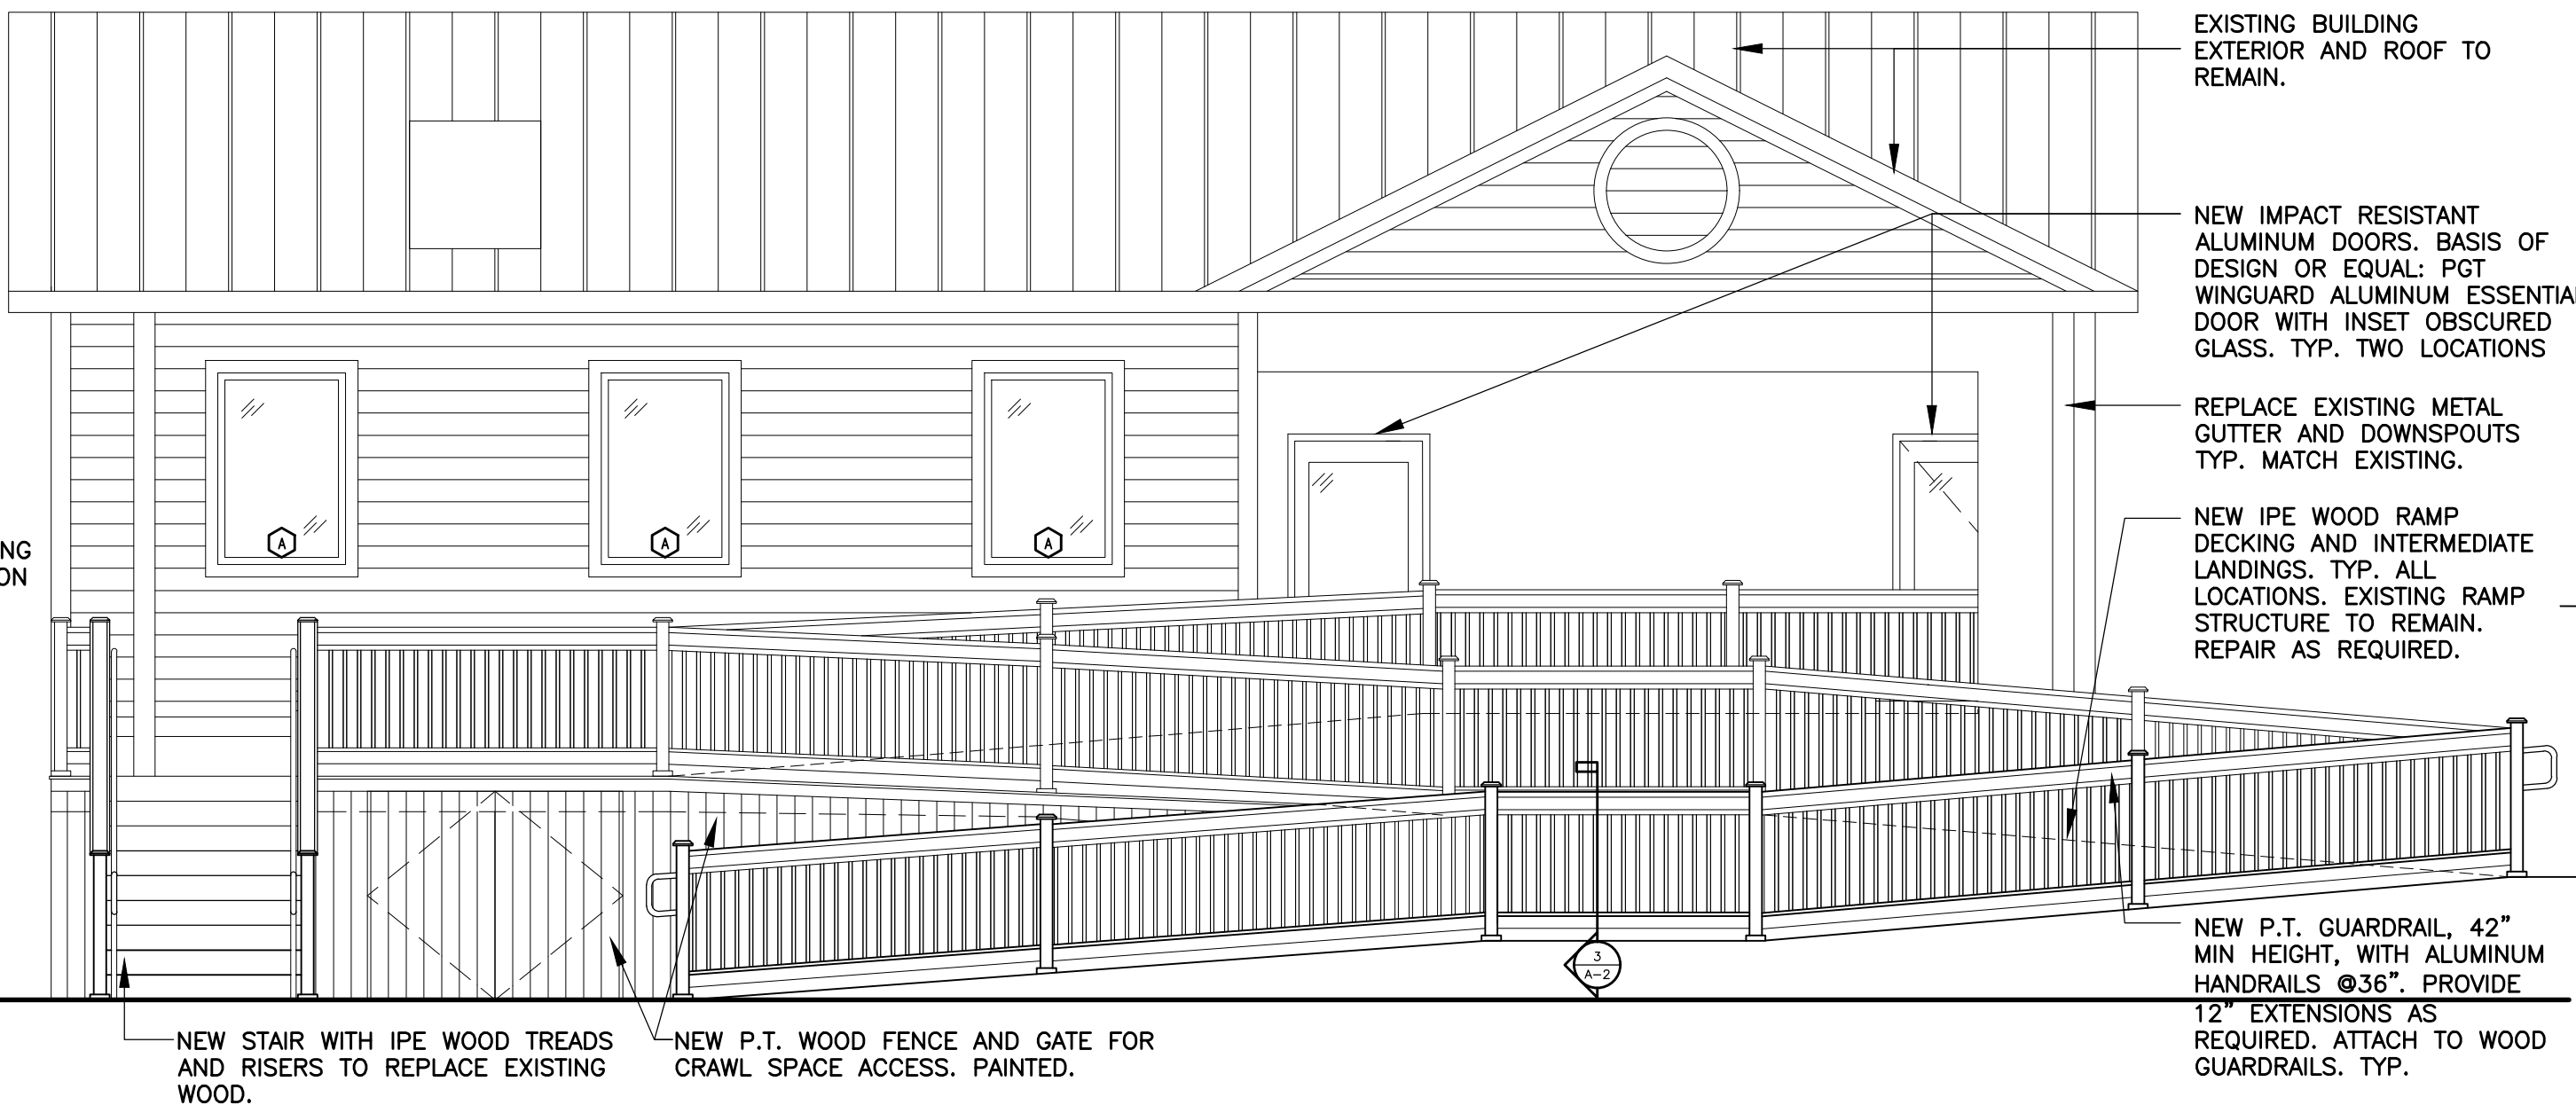 EXISTING BUILDING
EXTERIOR AND ROOF TO
REMAIN.
NEW IMPACT RESISTANT
ALUMINUM DOORS. BASIS OF
DESIGN OR EQUAL: PGT
WINGUARD ALUMINUM ESSENTIA
DOOR WITH INSET OBSCURED
GLASS. TYP. TWO LOCATIONS
REPLACE EXISTING METAL
GUTTER AND DOWNSPOUTS
TYP. MATCH EXISTING.
NEW IPE WOOD RAMP
DECKING AND INTERMEDIATE
LANDINGS. TYP. ALL
LOCATIONS. EXISTING RAMP
STRUCTURE TO REMAIN.
REPAIR AS REQUIRED.
NEW P.T. GUARDRAIL, 42”
MIN HEIGHT, WITH ALUMINUM
HANDRAILS @36”. PROVIDE
12” EXTENSIONS AS
REQUIRED. ATTACH TO WOOD
GUARDRAILS. TYP.
NG
ON
A
A
A
3
A-2
NEW STAIR WITH IPE WOOD TREADS
AND RISERS TO REPLACE EXISTING
WOOD.
NEW P.T. WOOD FENCE AND GATE FOR
CRAWL SPACE ACCESS. PAINTED.